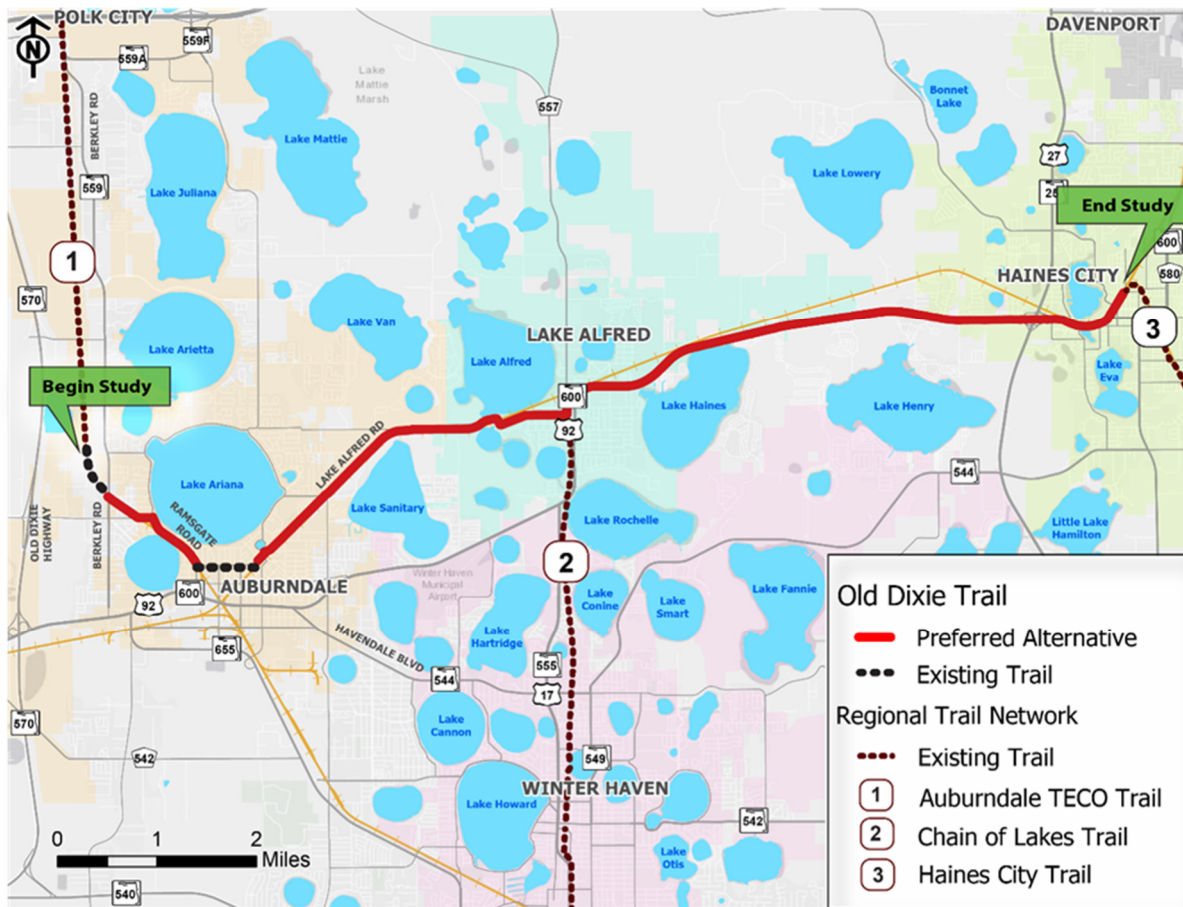 POLK CITY
DAVENPORT
N
559A
559F
Lake
Mattie
Marsh
557
Bonnet
Lake
BERKLEY RD
Lake Mattie
27
Lake Juliana
559
Lake Lowery
25
End Study
600
1
HAINES CITY
580
570
Lake Van
LAKE ALFRED
3
Lake Arietta
Lake Alfred
Begin Study
600
Lake Haines
Lake Henry
Lake
Eva
92
LAKE ALFRED RD
544
Lake Ariana
OLD DIXIE
HIGHWAY
BERKLEY RD
RAMSGATE
ROAD
Lake Sanitary
Lake Rochelle
Little Lake
Hamilton
2
AUBURNDALE
Winter Haven
Municipal
Airport
600
92
Lake
Conine
Lake
Smart
Lake Fannie
Lake
Hartridge
655
HAVENDALE BLVD
544
555
17
570
542
Lake
Cannon
549
WINTER HAVEN
Lake Howard
542
Lake
Otis
540
0 1 2
Miles
Old Dixie Trail
Preferred Alternative
Existing Trail
Regional Trail Network
Existing Trail
1 Auburndale TECO Trail
2 Chain of Lakes Trail
3 Haines City Trail